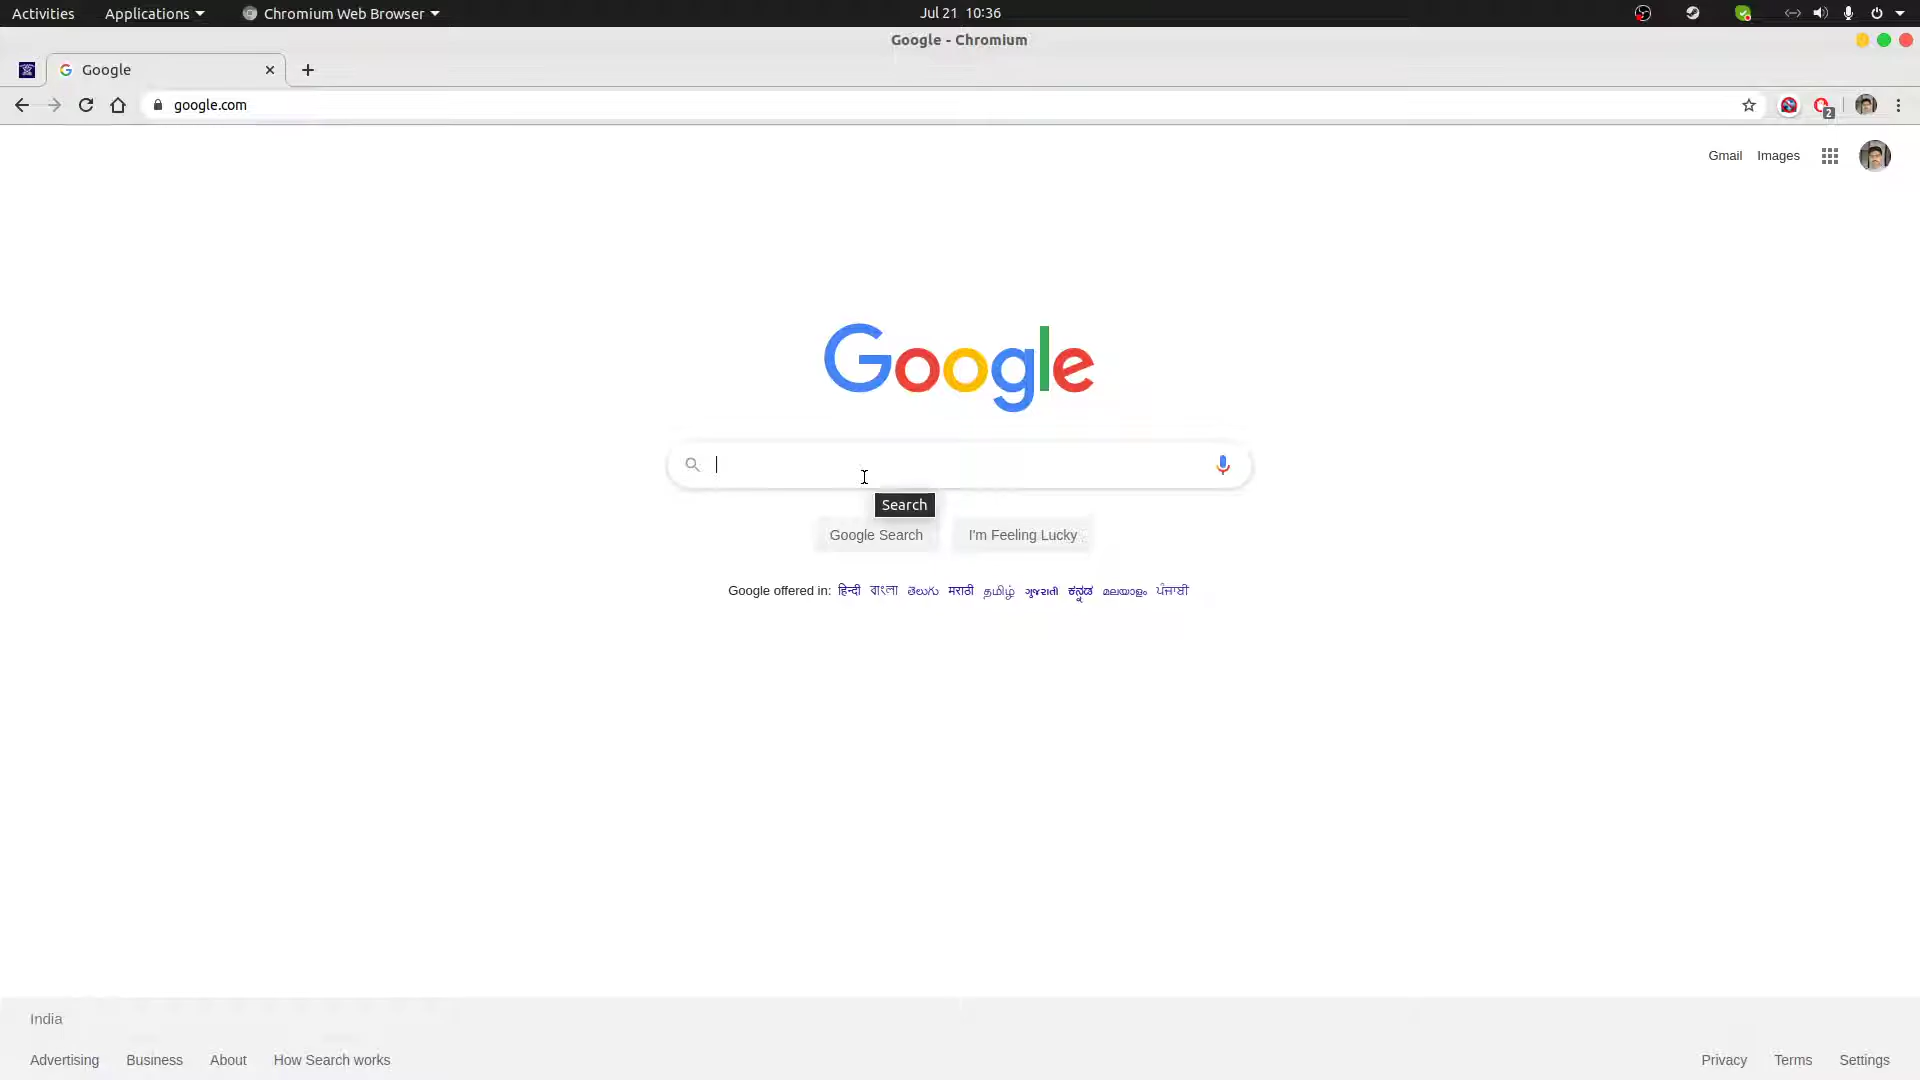 Activities Applications Chromium Web Browser Jul 21 10:36
Google - Chromium
Google
google.com
2
Gmail Images
Google
Search
Google Search I'm Feeling Lucky
Google offered in: हिन्दी বাংলা తెలుగు मराठी தமிழ் ગુજરાતી ಕನ್ನಡ മലയാളം ਪੰਜਾਬੀ
India
Advertising Business About How Search works Privacy Terms Settings